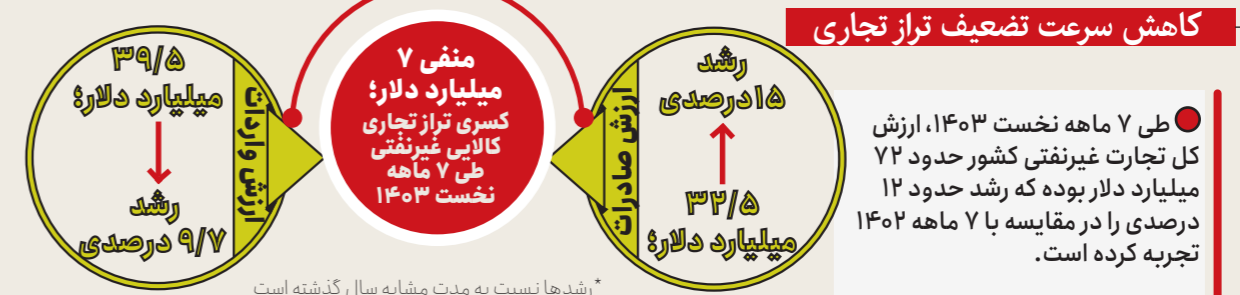 کاهش سرعت تضعیف تراز تجاری
طی ۷ ماهه نخست ۱۴۰۳، ارزش
کل تجارت غیرنفتی کشور حدود ۷۲
میلیارد دلار بوده که رشد حدود ۱۲
درصدی را در مقایسه با ۷ ماهه ۱۴۰۲
تجربه کرده است.
رشد
۱۵درصدی
۳۲/۵
میلیارد دلار؛
ارزش صادرات
منفی ۷
میلیارد دلار؛
کسری تراز تجاری
کالایی غیرنفتی
طی ۷ ماهه
نخست ۱۴۰۳
ارزش واردات
۳۹/۵
میلیارد دلار؛
رشد
۹/۷ درصدی
*رشدها نسبت به مدت مشابه سال گذشته است